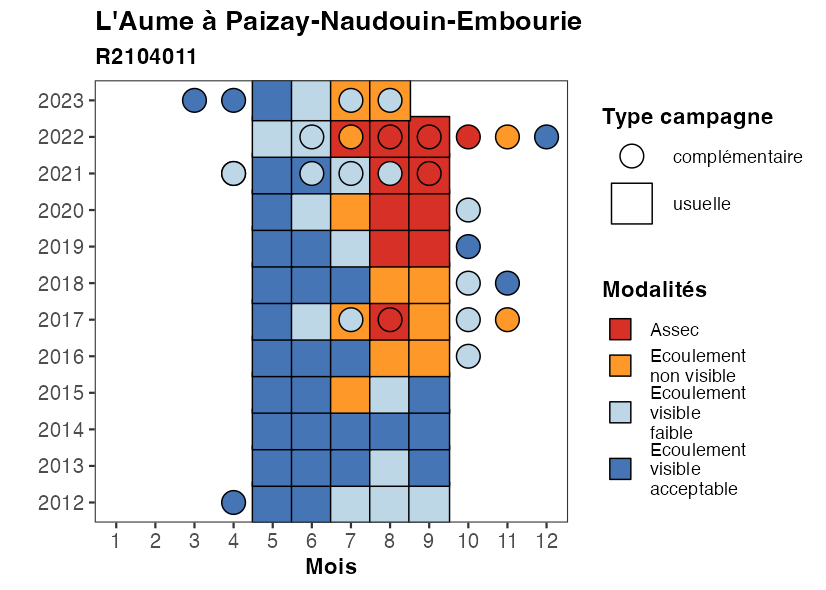 L'Aume à Paizay-Naudouin-Embourie
R2104011
2023
2022
2021
2020
2019
2018
2017
2016
2015
2014
2013
2012
1 2 3 4 5 6 7 8 9 10 11 12
Mois
Type campagne
complémentaire
usuelle
Modalités
Assec
Ecoulement
non visible
Ecoulement
visible
faible
Ecoulement
visible
acceptable